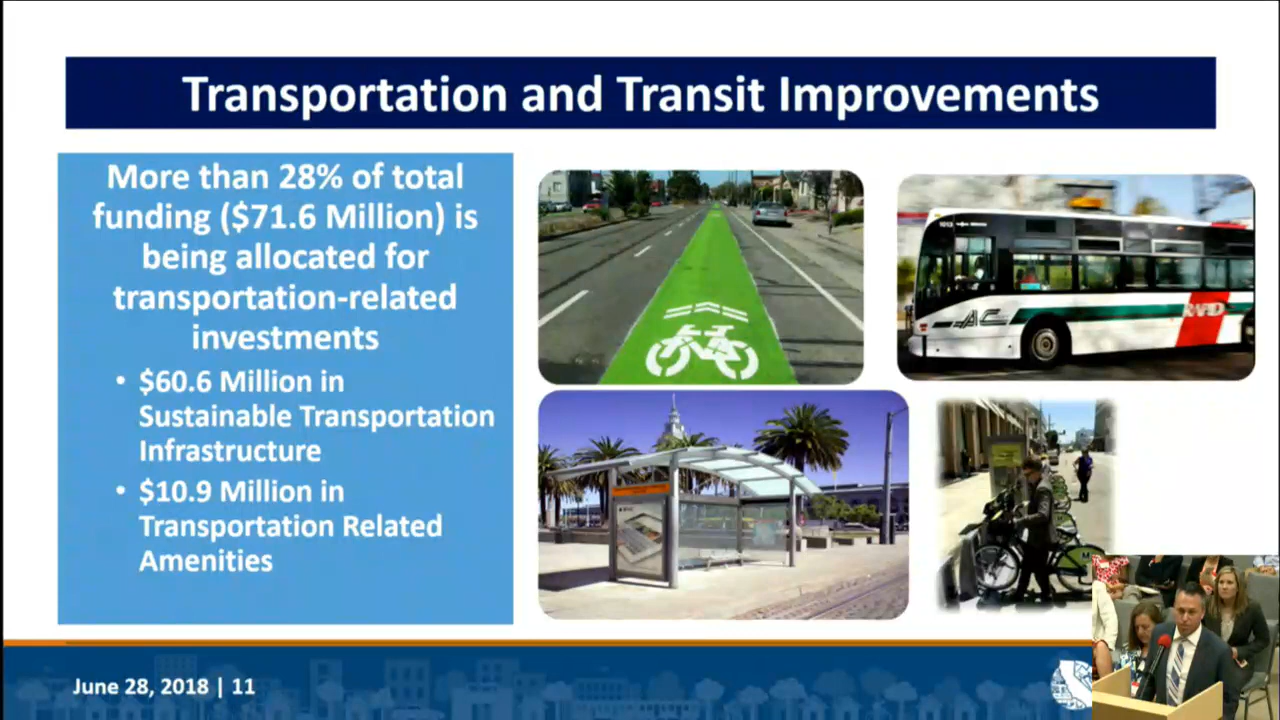 Transportation and Transit Improvements
More than 28% of total
funding ($71.6 Million) is
being allocated for
transportation-related
investments
• $60.6 Million in
Sustainable Transportation
Infrastructure
• $10.9 Million in
Transportation Related
Amenities
AC
June 28, 2018 | 11